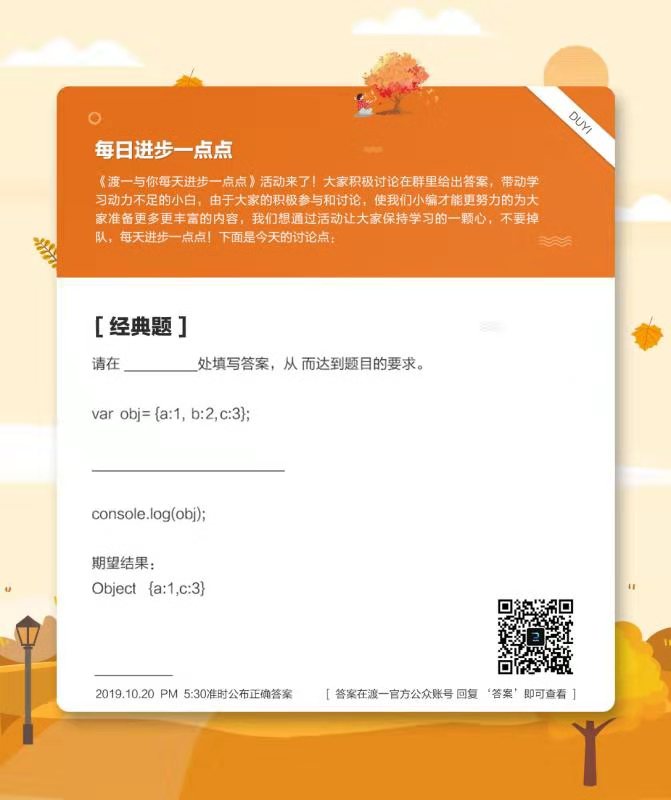 DUYI
每日进步一点点
《渡一与你每天进步一点点》活动来了！大家积极讨论在群里给出答案，带动学
习动力不足的小白，由于大家的积极参与和讨论，使我们小编才能更努力的为大
家准备更多更丰富的内容，我们想通过活动让大家保持学习的一颗心，不要掉
队，每天进步一点点！下面是今天的讨论点：
[ 经典题 ]
请在 _________处填写答案，从 而达到题目的要求。
var obj= {a:1, b:2,c:3};
________________________
console.log(obj);
期望结果：
Object {a:1,c:3}
2019.10.20 PM 5:30准时公布正确答案 [ 答案在渡一官方公众账号 回复 ‘答案’即可查看 ]